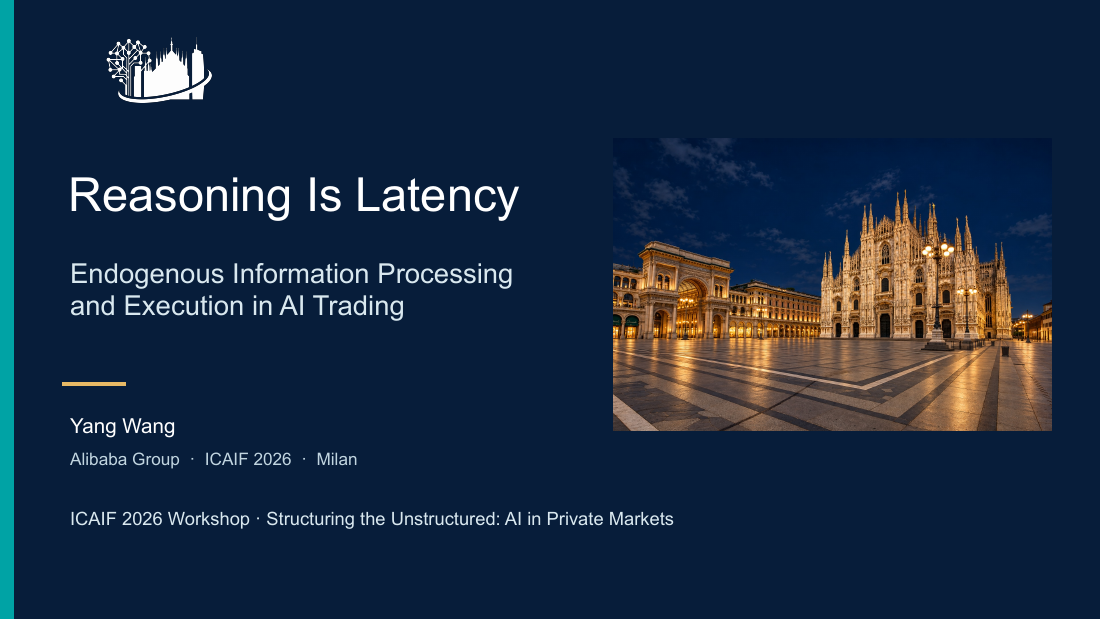 Reasoning Is Latency
Endogenous Information Processing
and Execution in AI Trading
Yang Wang
Alibaba Group · ICAIF 2026 · Milan
ICAIF 2026 Workshop · Structuring the Unstructured: AI in Private Markets